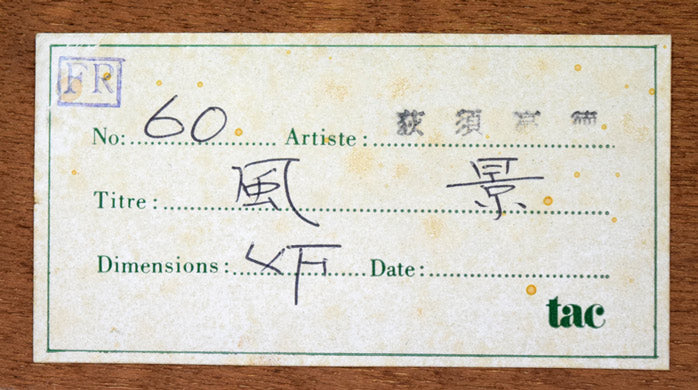 FR
No: 60 Artiste: 荻須高徳
Titre: 風景
Dimensions: 4F Date:
tac